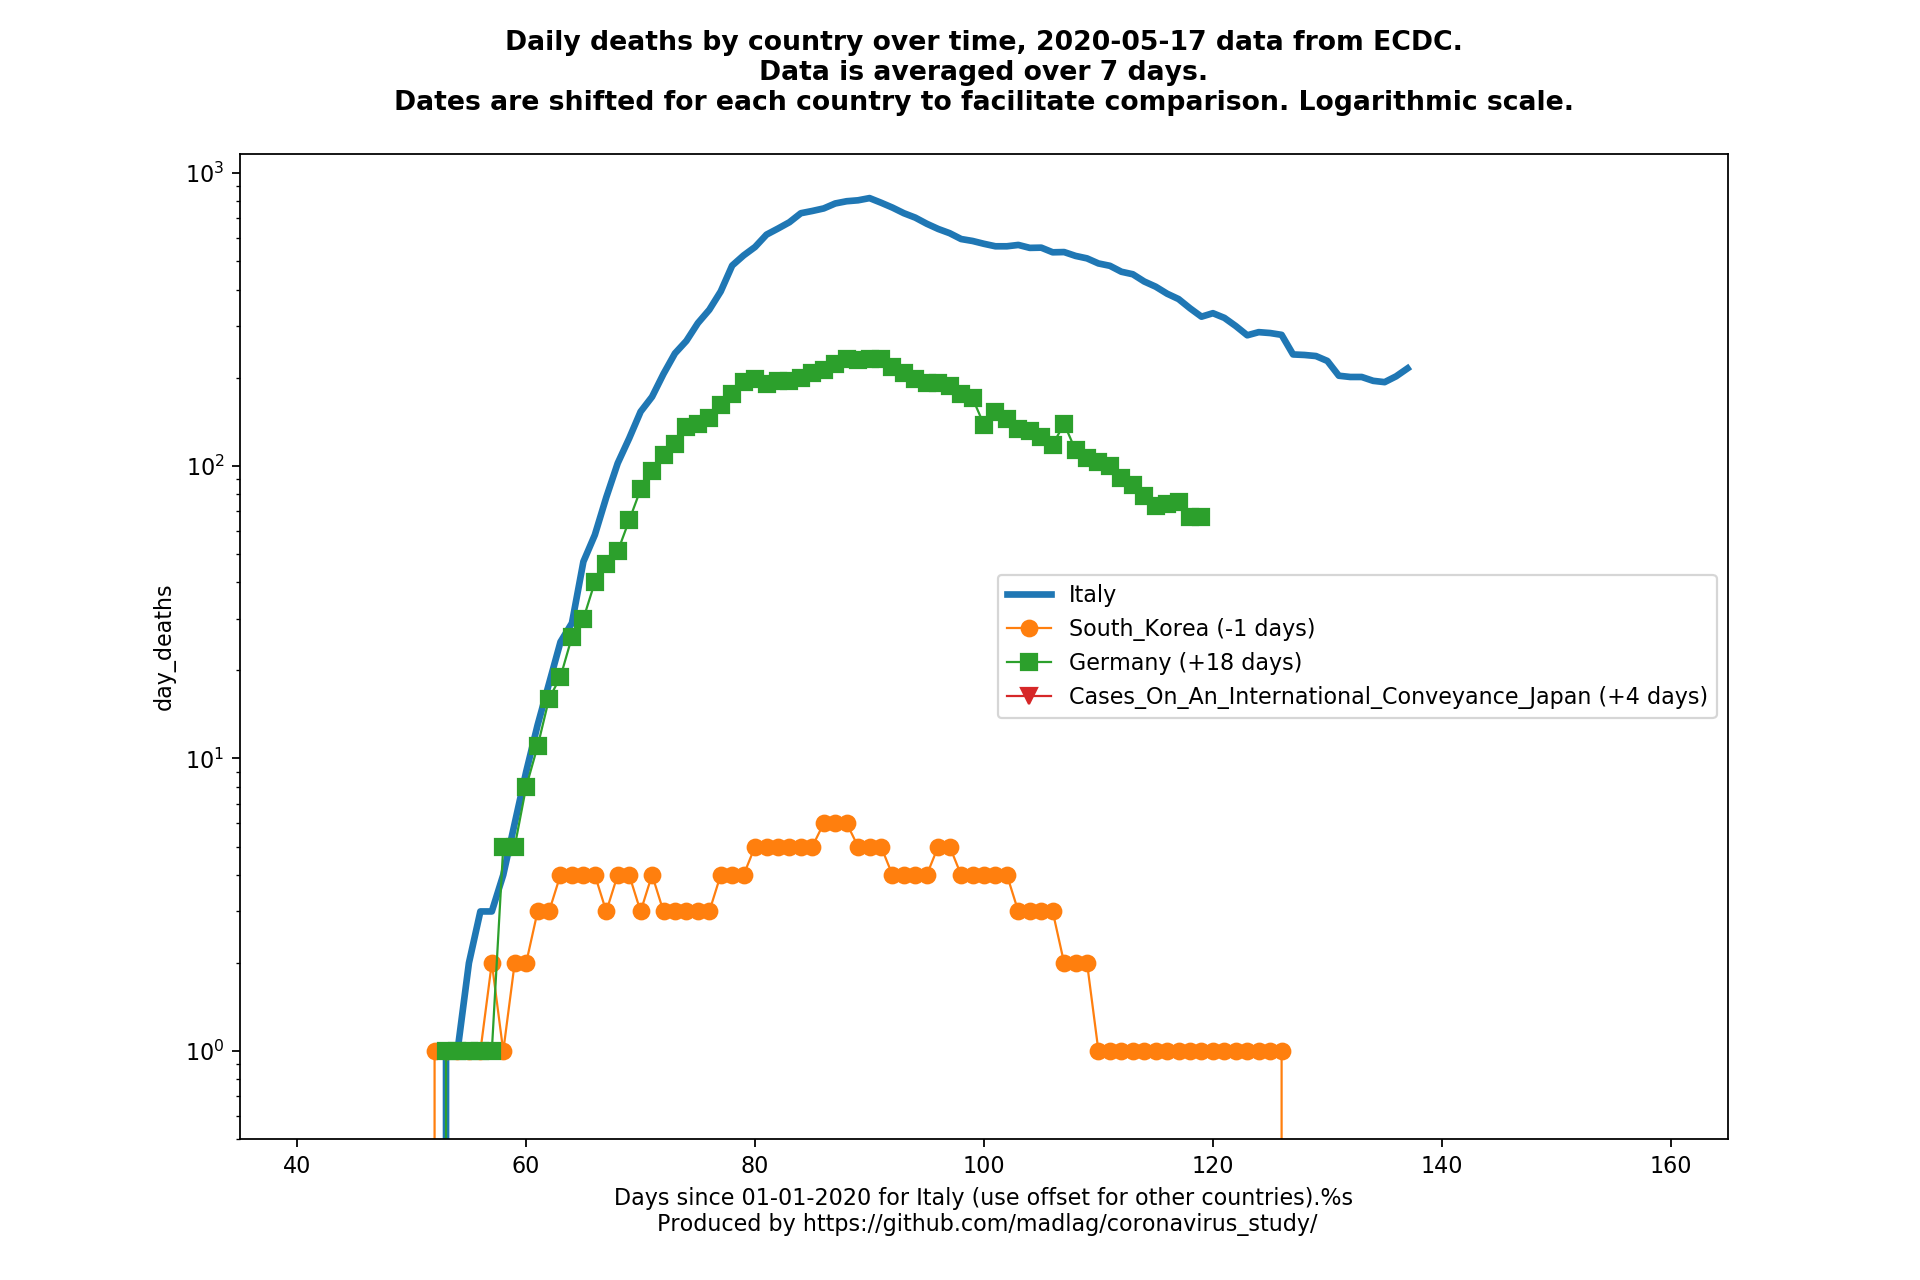 Daily deaths by country over time, 2020-05-17 data from ECDC.
Data is averaged over 7 days.
Dates are shifted for each country to facilitate comparison. Logarithmic scale.
10³
10²
10¹
10⁰
day_deaths
Italy
South_Korea (-1 days)
Germany (+18 days)
Cases_On_An_International_Conveyance_Japan (+4 days)
40 60 80 100 120 140 160
Days since 01-01-2020 for Italy (use offset for other countries).%s
Produced by https://github.com/madlag/coronavirus_study/